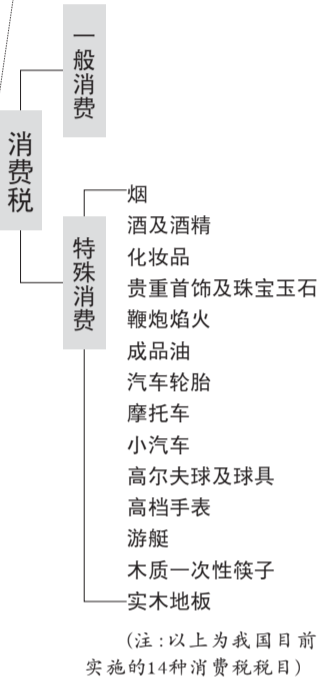 一般消费
消费税
特殊消费
烟
酒及酒精
化妆品
贵重首饰及珠宝玉石
鞭炮焰火
成品油
汽车轮胎
摩托车
小汽车
高尔夫球及球具
高档手表
游艇
木质一次性筷子
实木地板
(注:以上为我国目前
实施的14种消费税税目)